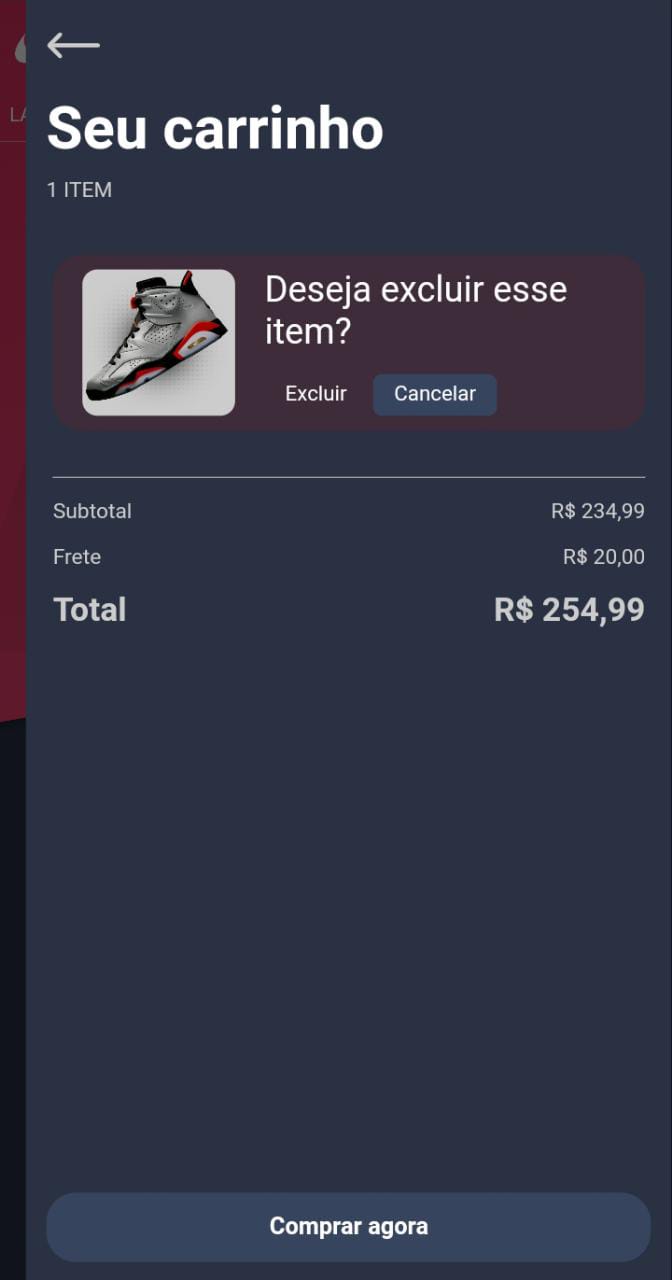 LA
Seu carrinho
1 ITEM
Deseja excluir esse
item?
Excluir Cancelar
Subtotal R$ 234,99
Frete R$ 20,00
Total R$ 254,99
Comprar agora